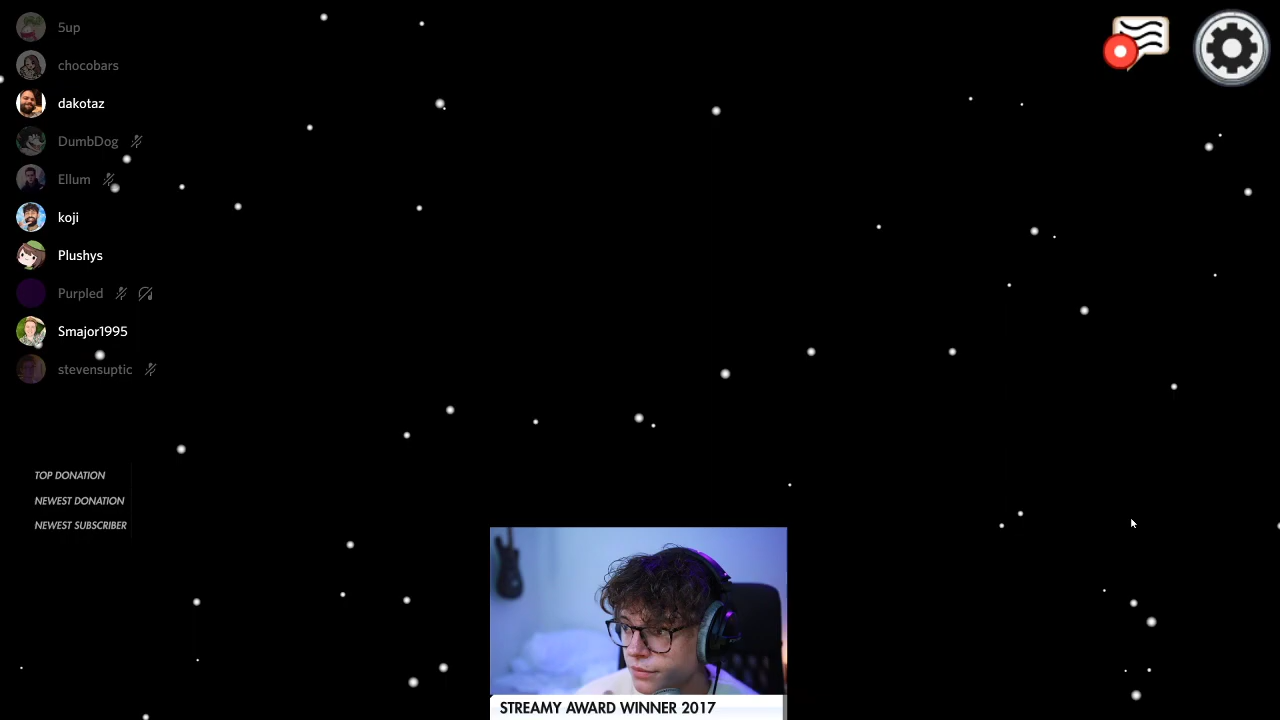 5up
chocobars
dakotaz
DumbDog
Ellum
koji
Plushys
Purpled
Smajor1995
stevensuptic
TOP DONATION
NEWEST DONATION
NEWEST SUBSCRIBER
STREAMY AWARD WINNER 2017